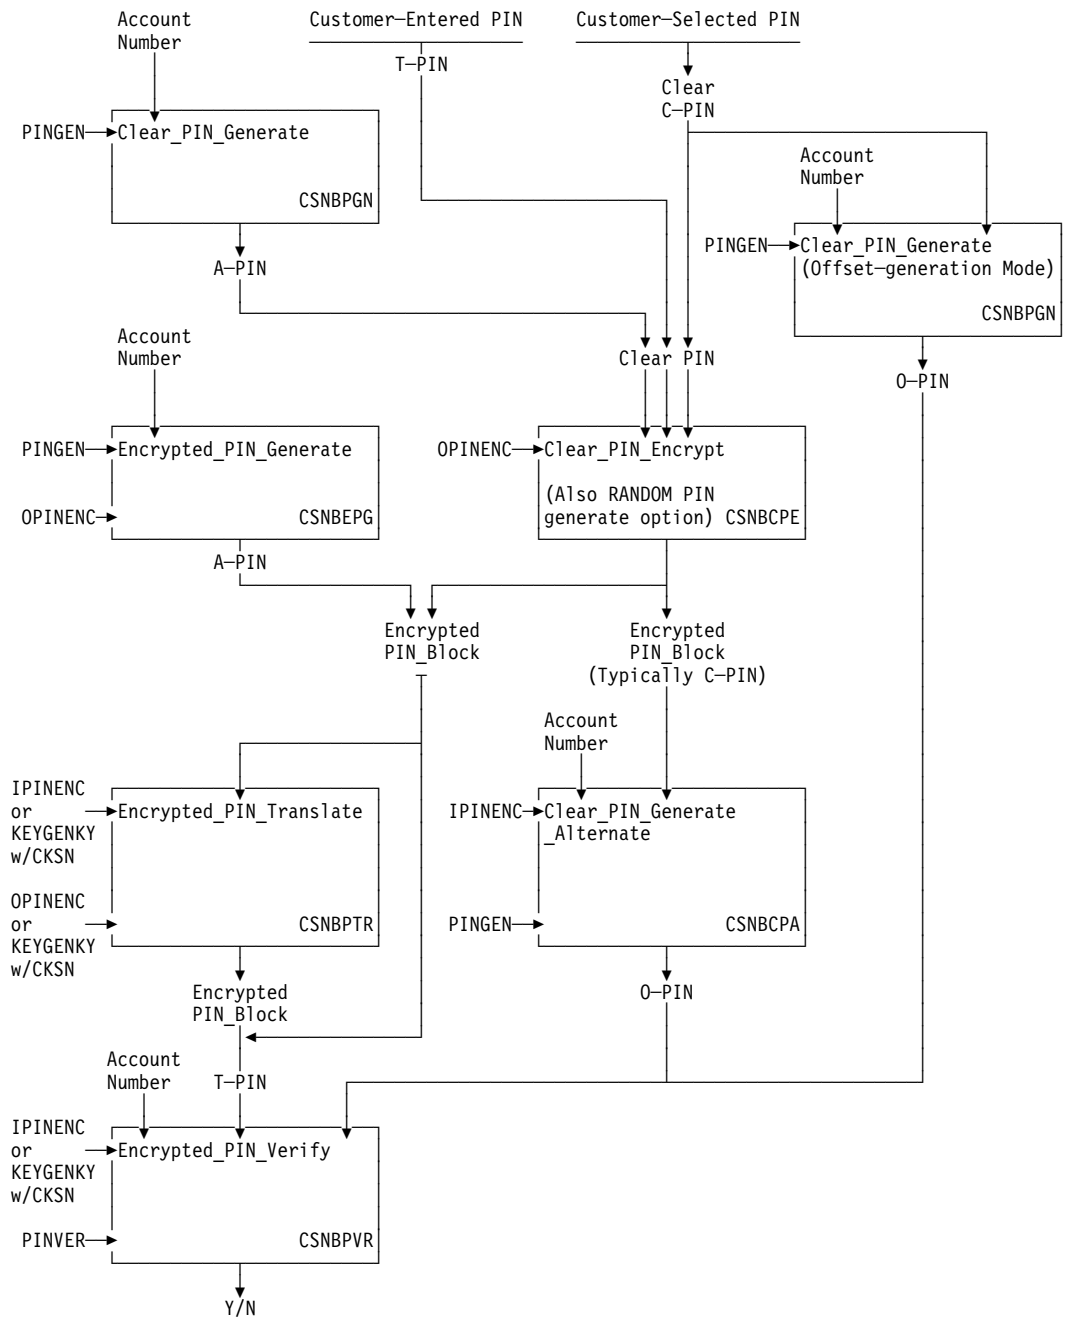 Account Number
Customer—Entered PIN
Customer—Selected PIN
T—PIN
Clear
C—PIN
PINGEN
Clear_PIN_Generate
CSNBPGN
Account
Number
PINGEN
Clear_PIN_Generate
(Offset—generation Mode)
CSNBPGN
A—PIN
O—PIN
Account
Number
Clear PIN
PINGEN
Encrypted_PIN_Generate
OPINENC
CSNBEPG
OPINENC
Clear_PIN_Encrypt
(Also RANDOM PIN
generate option) CSNBCPE
A—PIN
Encrypted
PIN_Block
Encrypted
PIN_Block
(Typically C—PIN)
Account
Number
IPINENC
or
KEYGENKY
w/CKSN
Encrypted_PIN_Translate
OPINENC
or
KEYGENKY
w/CKSN
CSNBPTR
IPINENC
Clear_PIN_Generate
_Alternate
PINGEN
CSNBCPA
Encrypted
PIN_Block
O—PIN
Account
Number
T—PIN
IPINENC
or
KEYGENKY
w/CKSN
Encrypted_PIN_Verify
PINVER
CSNBPVR
Y/N